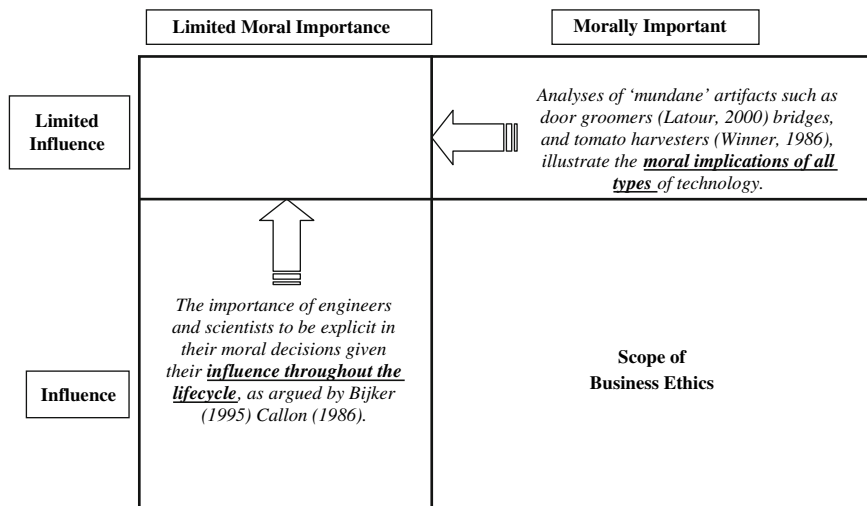 Limited Moral Importance
Morally Important
Limited
Influence
Analyses of ‘mundane’ artifacts such as
door groomers (Latour, 2000) bridges,
and tomato harvesters (Winner, 1986),
illustrate the moral implications of all
types of technology.
The importance of engineers
and scientists to be explicit in
their moral decisions given
their influence throughout the
lifecycle, as argued by Bijker
(1995) Callon (1986).
Influence
Scope of
Business Ethics